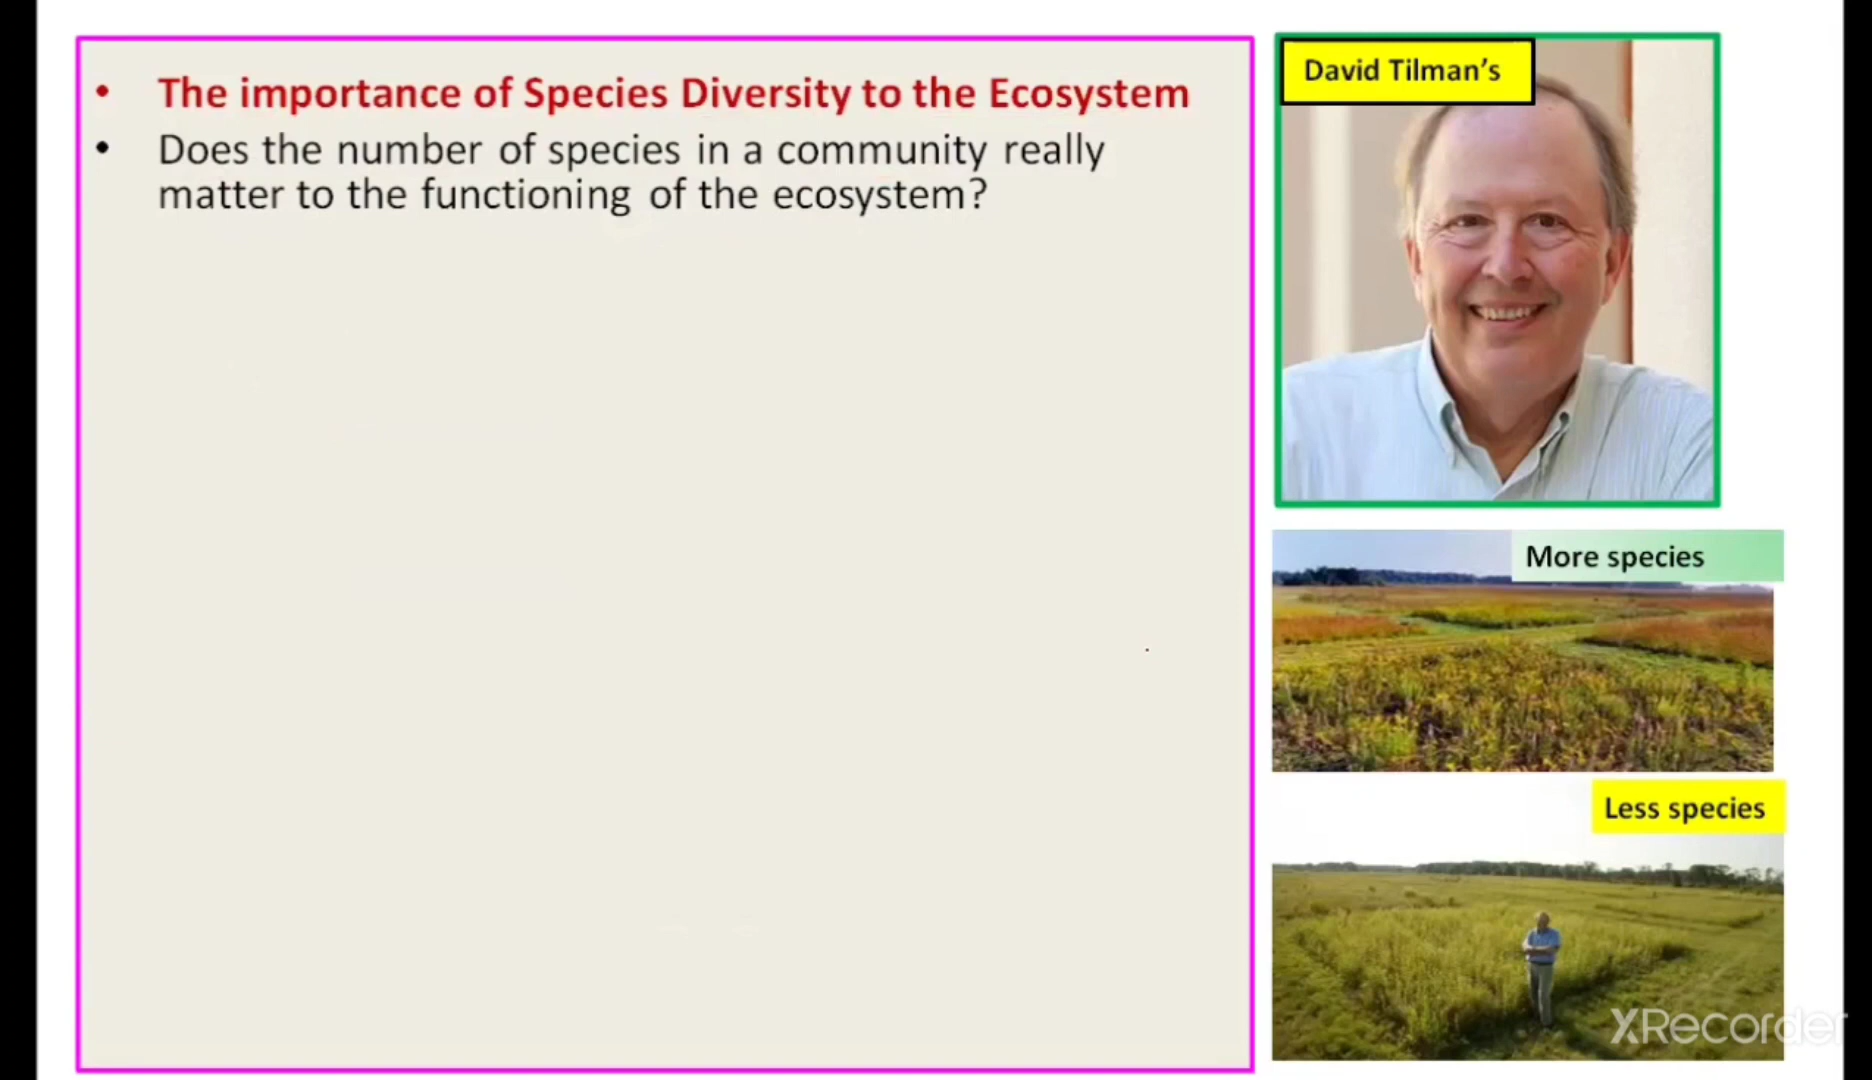 • The importance of Species Diversity to the Ecosystem
• Does the number of species in a community really
matter to the functioning of the ecosystem?
David Tilman's
More species
Less species
XRecorder